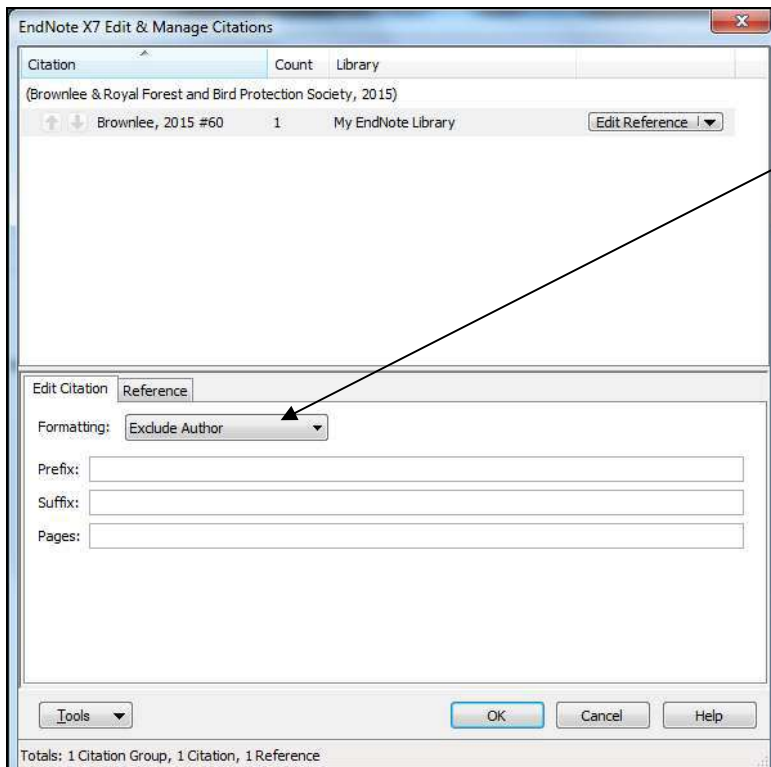 EndNote X7 Edit & Manage Citations
Citation Count Library
(Brownlee & Royal Forest and Bird Protection Society, 2015)
Brownlee, 2015 #60 1 My EndNote Library Edit Reference
Edit Citation Reference
Formatting: Exclude Author
Prefix:
Suffix:
Pages:
Tools OK Cancel Help
Totals: 1 Citation Group, 1 Citation, 1 Reference